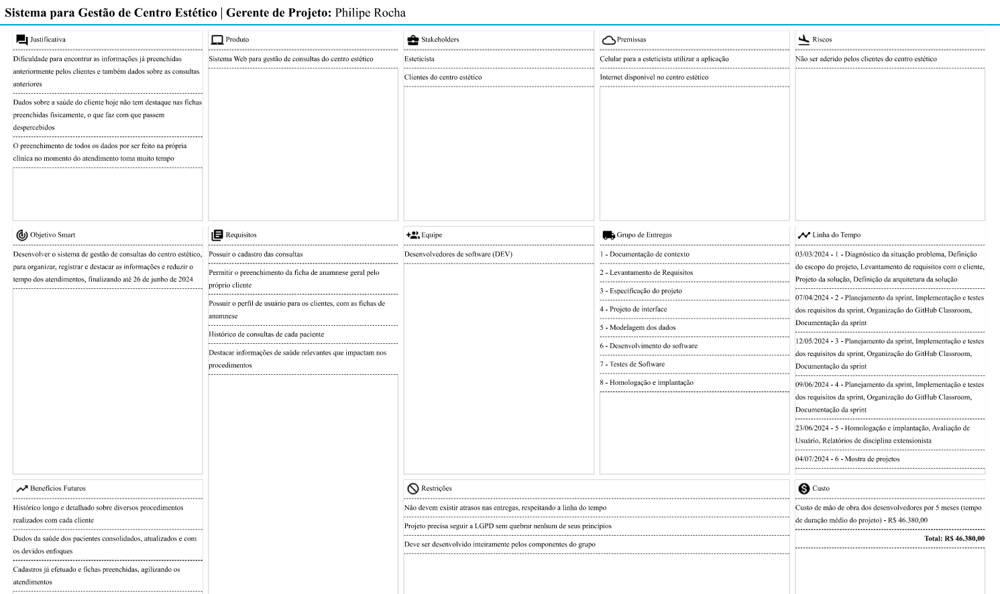 Sistema para Gestão de Centro Estético | Gerente de Projeto: Philipe Rocha
Justificativa
Dificuldade para encontrar as informações já preenchidas
anteriormente pelos clientes e também dados sobre as consultas
anteriores
Dados sobre a saúde do cliente hoje não tem destaque nas fichas
preenchidas fisicamente, o que faz com que passem
despercebidos
O preenchimento de todos os dados por ser feito na própria
clínica no momento do atendimento toma muito tempo
Produto
Sistema Web para gestão de consultas do centro estético
Stakeholders
Esteticista
Clientes do centro estético
Premissas
Celular para a esteticista utilizar a aplicação
Internet disponível no centro estético
Riscos
Não ser aderido pelos clientes do centro estético
Objetivo Smart
Desenvolver o sistema de gestão de consultas do centro estético,
para organizar, registrar e destacar as informações e reduzir o
tempo dos atendimentos, finalizando até 26 de junho de 2024
Requisitos
Possuir o cadastro das consultas
Permitir o preenchimento da ficha de anamnese geral pelo
próprio cliente
Possuir o perfil de usuário para os clientes, com as fichas de
anamnese
Histórico de consultas de cada paciente
Destacar informações de saúde relevantes que impactam nos
procedimentos
Equipe
Desenvolvedores de software (DEV)
Grupo de Entregas
1 - Documentação de contexto
2 - Levantamento de Requisitos
3 - Especificação do projeto
4 - Projeto de interface
5 - Modelagem dos dados
6 - Desenvolvimento do software
7 - Testes de Software
8 - Homologação e implantação
Linha do Tempo
03/03/2024 - 1 - Diagnóstico da situação problema, Definição
do escopo do projeto, Levantamento de requisitos com o cliente,
Projeto da solução, Definição da arquitetura da solução
07/04/2024 - 2 - Planejamento da sprint, Implementação e testes
dos requisitos da sprint, Organização do GitHub Classroom,
Documentação da sprint
12/05/2024 - 3 - Planejamento da sprint, Implementação e testes
dos requisitos da sprint, Organização do GitHub Classroom,
Documentação da sprint
09/06/2024 - 4 - Planejamento da sprint, Implementação e testes
dos requisitos da sprint, Organização do GitHub Classroom,
Documentação da sprint
23/06/2024 - 5 - Homologação e implantação, Avaliação de
Usuário, Relatórios de disciplina extensionista
04/07/2024 - 6 - Mostra de projetos
Benefícios Futuros
Histórico longo e detalhado sobre diversos procedimentos
realizados com cada cliente
Dados da saúde dos pacientes consolidados, atualizados e com
os devidos enfoques
Cadastros já efetuado e fichas preenchidas, agilizando os
atendimentos
Restrições
Não devem existir atrasos nas entregas, respeitando a linha do tempo
Projeto precisa seguir a LGPD sem quebrar nenhum de seus princípios
Deve ser desenvolvido inteiramente pelos componentes do grupo
Custo
Custo de mão de obra dos desenvolvedores por 5 meses (tempo
de duração médio do projeto) - R$ 46.380,00
Total: R$ 46.380,00